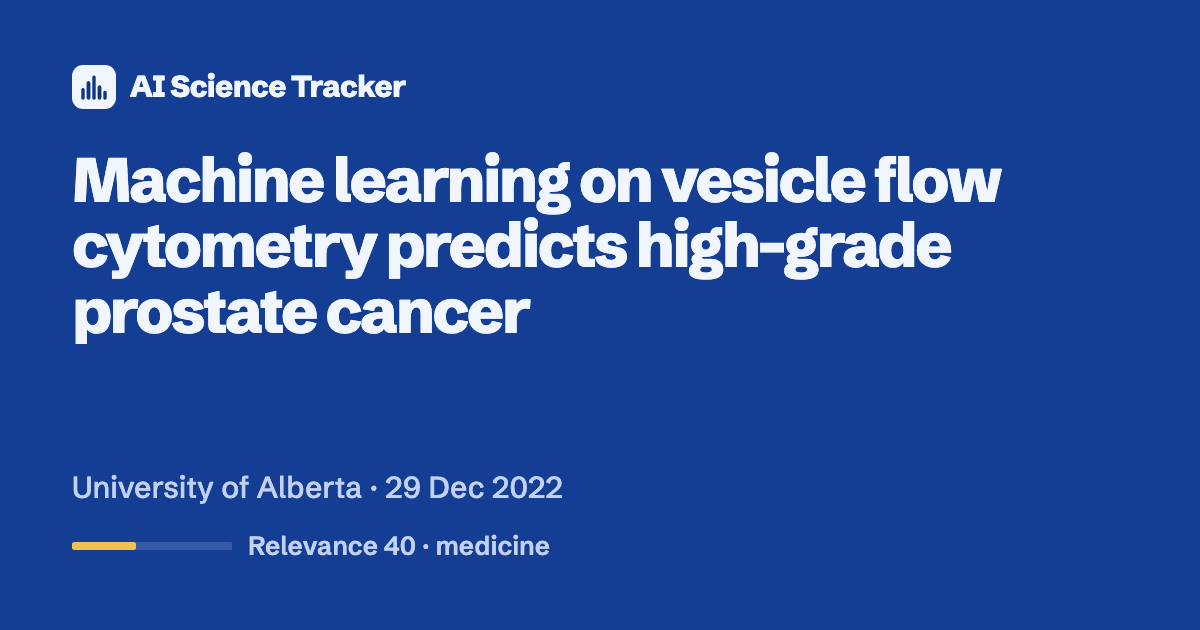 AI Science Tracker
Machine learning on vesicle flow
cytometry predicts high-grade
prostate cancer
University of Alberta · 29 Dec 2022
Relevance 40 · medicine